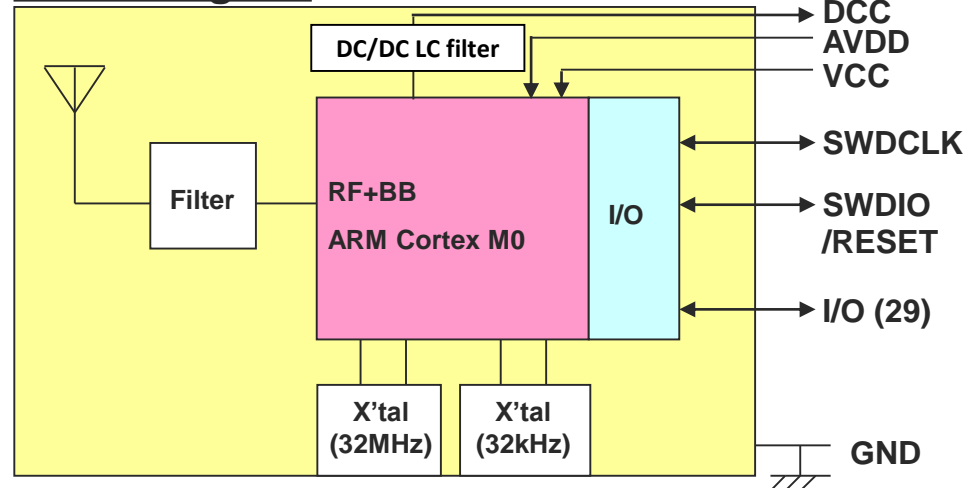 DCC
DC/DC LC filter
AVDD
VCC
SWDCLK
Filter
RF+BB
I/O
SWDIO
/RESET
ARM Cortex M0
I/O (29)
X'tal
(32MHz)
X'tal
(32kHz)
GND